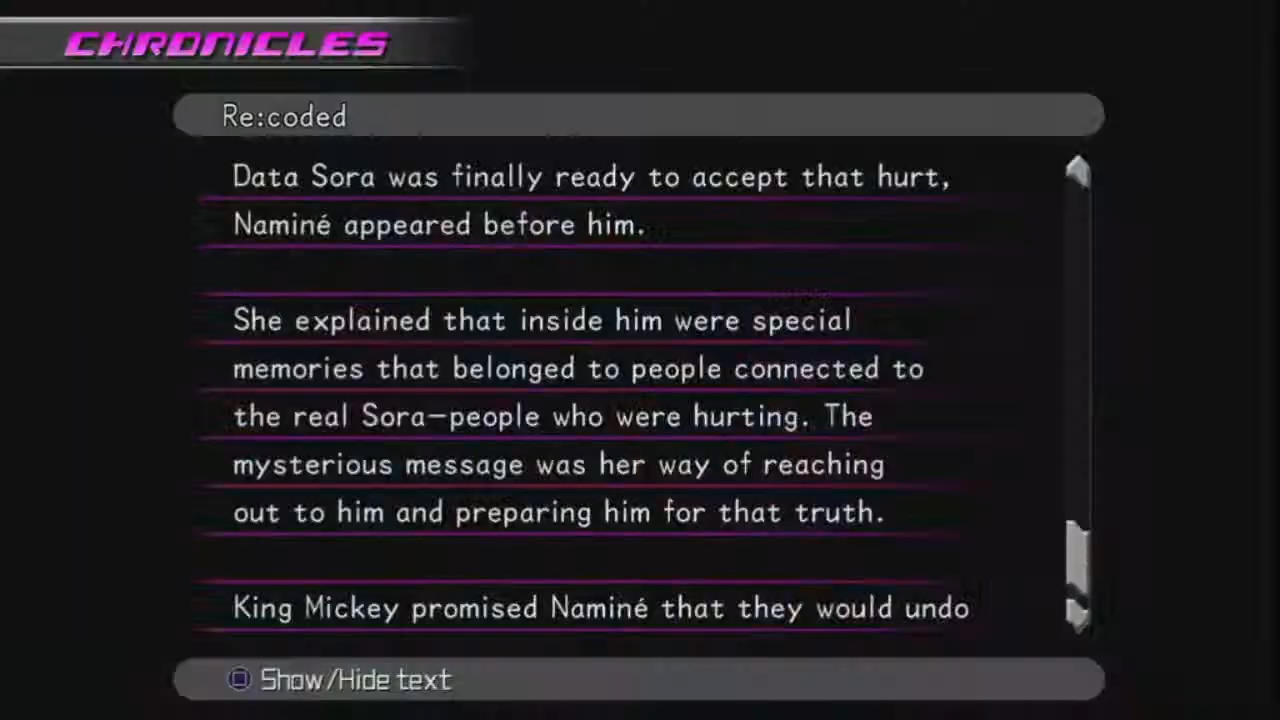 CHRONICLES
Re:coded
Data Sora was finally ready to accept that hurt,
Naminé appeared before him.
She explained that inside him were special
memories that belonged to people connected to
the real Sora—people who were hurting. The
mysterious message was her way of reaching
out to him and preparing him for that truth.
King Mickey promised Naminé that they would undo
Show/Hide text